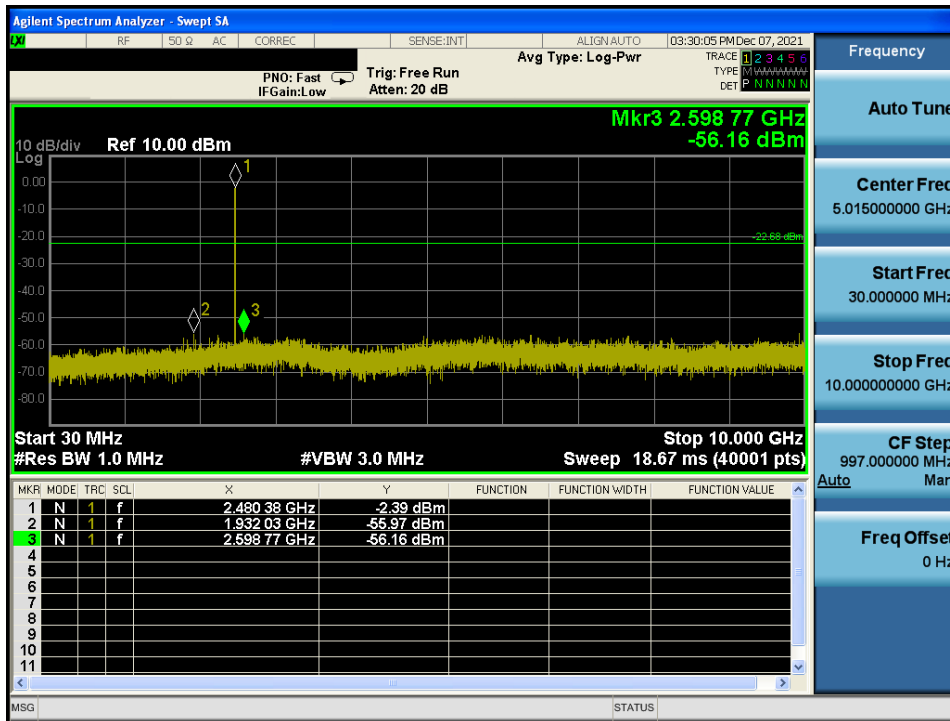 Agilent Spectrum Analyzer - Swept SA
LXI RF 50 Ω AC CORREC SENSE:INT ALIGN AUTO 03:30:05 PM Dec 07, 2021
Frequency
Avg Type: Log-Pwr
TRACE 1 2 3 4 5 6
PNO: Fast
Trig: Free Run
TYPE M W W W W W
IFGain:Low
Atten: 20 dB
DET P N N N N N
Auto Tune
Mkr3 2.598 77 GHz
-56.16 dBm
10 dB/div
Ref 10.00 dBm
Log
1
0.00
-10.0
-20.0
-22.68 dBm
-30.0
-40.0
2
3
-50.0
-60.0
-70.0
-80.0
Start 30 MHz
Stop 10.000 GHz
#Res BW 1.0 MHz
#VBW 3.0 MHz
Sweep 18.67 ms (40001 pts)
Center Freq
5.015000000 GHz
Start Freq
30.000000 MHz
Stop Freq
10.000000000 GHz
CF Step
997.000000 MHz
Auto Man
Freq Offset
0 Hz
MKR MODE TRC SCL X Y FUNCTION FUNCTION WIDTH FUNCTION VALUE
1 N 1 f 2.480 38 GHz -2.39 dBm
2 N 1 f 1.932 03 GHz -55.97 dBm
3 N 1 f 2.598 77 GHz -56.16 dBm
4
5
6
7
8
9
10
11
MSG
STATUS